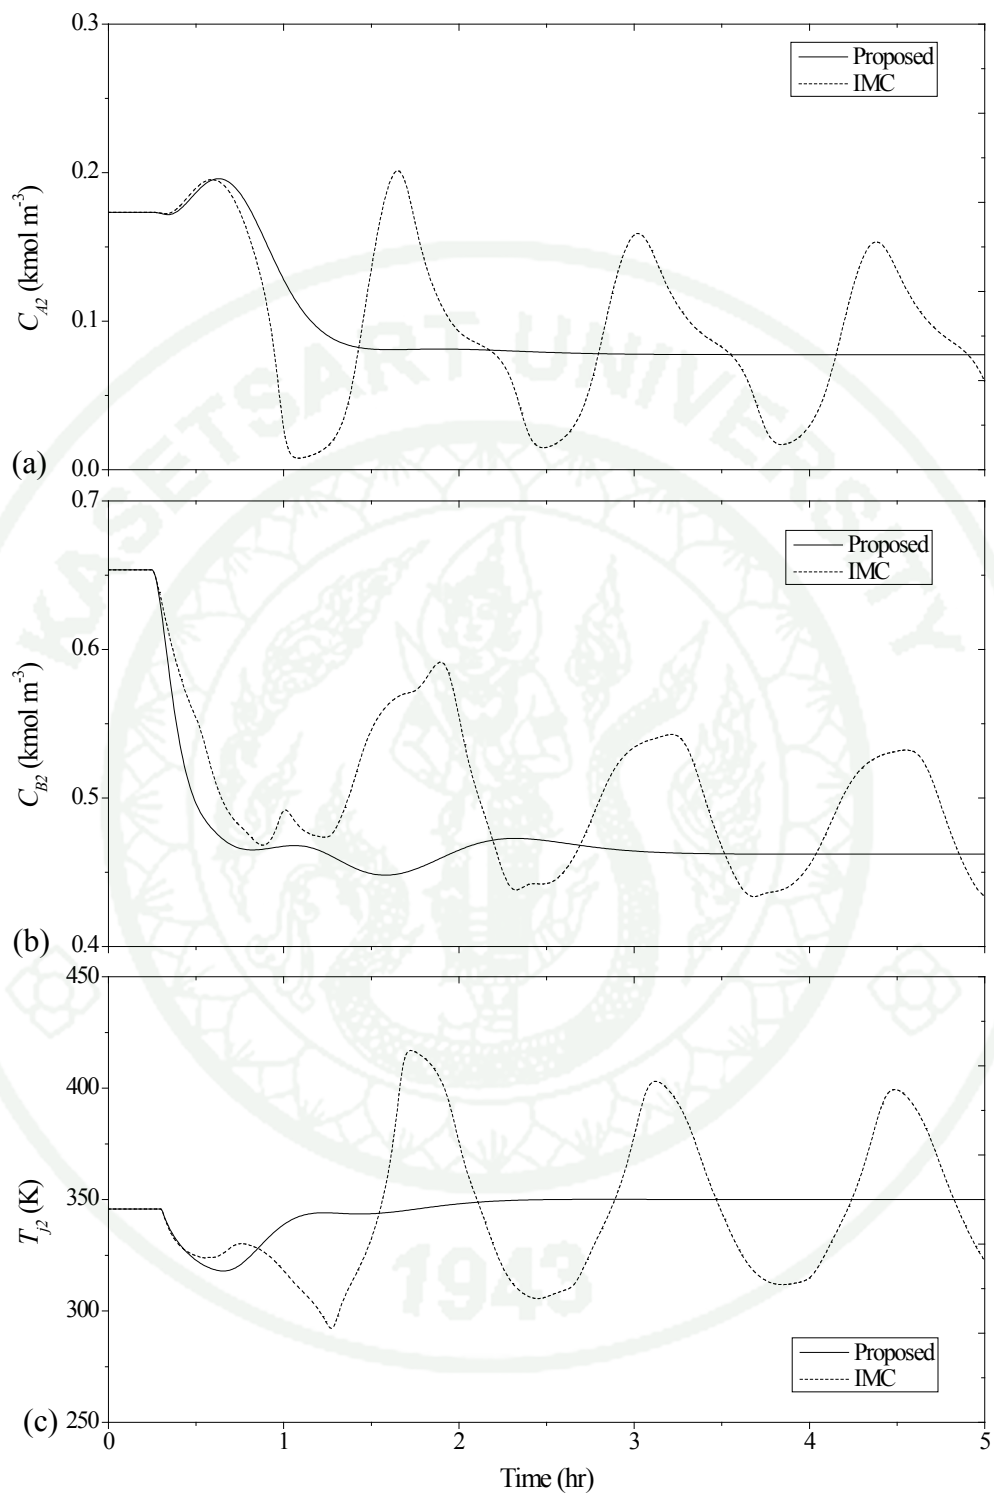 0.3
Proposed
IMC
0.2
C_A2 (kmol m⁻³)
0.1
(a)
0.0
0.7
Proposed
IMC
0.6
C_B2 (kmol m⁻³)
0.5
(b)
0.4
450
400
350
T_j2 (K)
300
Proposed
IMC
(c)
250
0 1 2 3 4 5
Time (hr)
KASETSART UNIVERSITY
1943